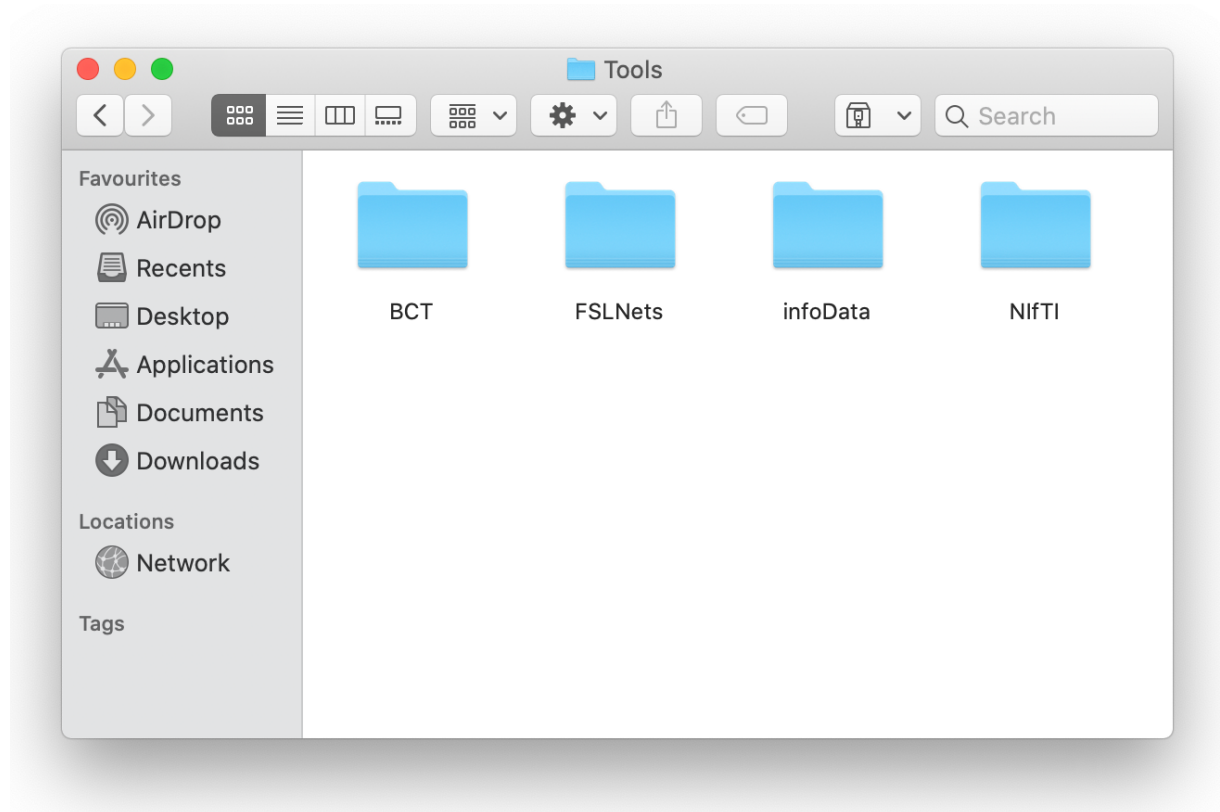 Tools
Search
Favourites
AirDrop
Recents
Desktop
Applications
Documents
Downloads
Locations
Network
Tags
BCT
FSLNets
infoData
NIfTI